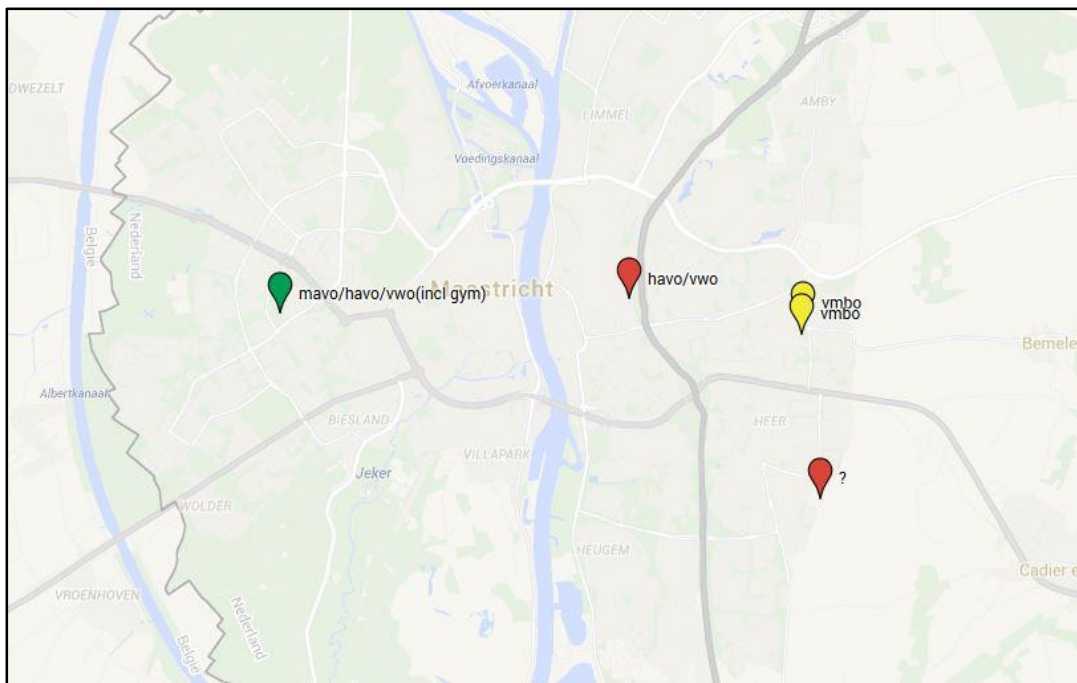 Afvoerkanaal
DWEZELT
AMBY
LIMMEL
Voedingskanaal
België
Nederland
havo/vwo
Maastricht
mavo/havo/vwo(incl gym)
vmbo
vmbo
Bemele
Albertkanaal
BIESLAND
HEER
VILLAPARK
Jeker
?
WOLDER
HEUGEM
Cadier e
VROENHOVEN
Nederland
België